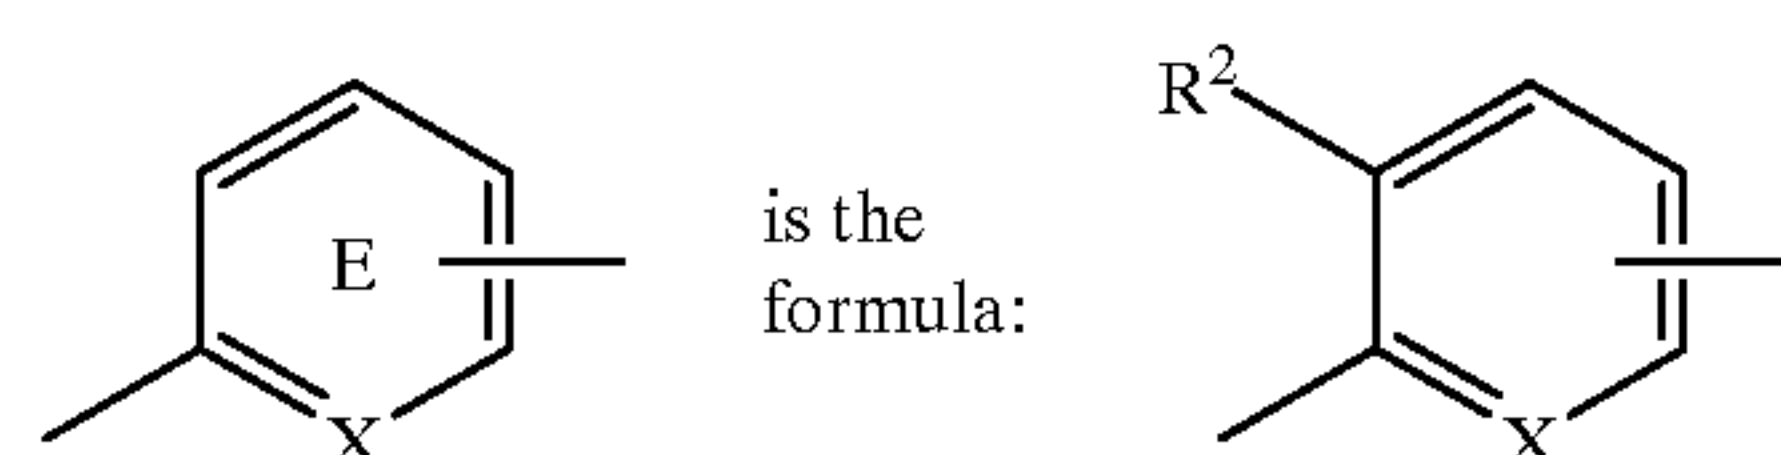 R²
is the
E
formula:
X X